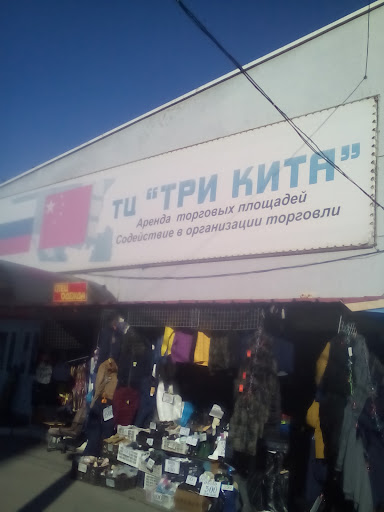 ТЦ "ТРИ КИТА"
Аренда торговых площадей
Содействие в организации торговли